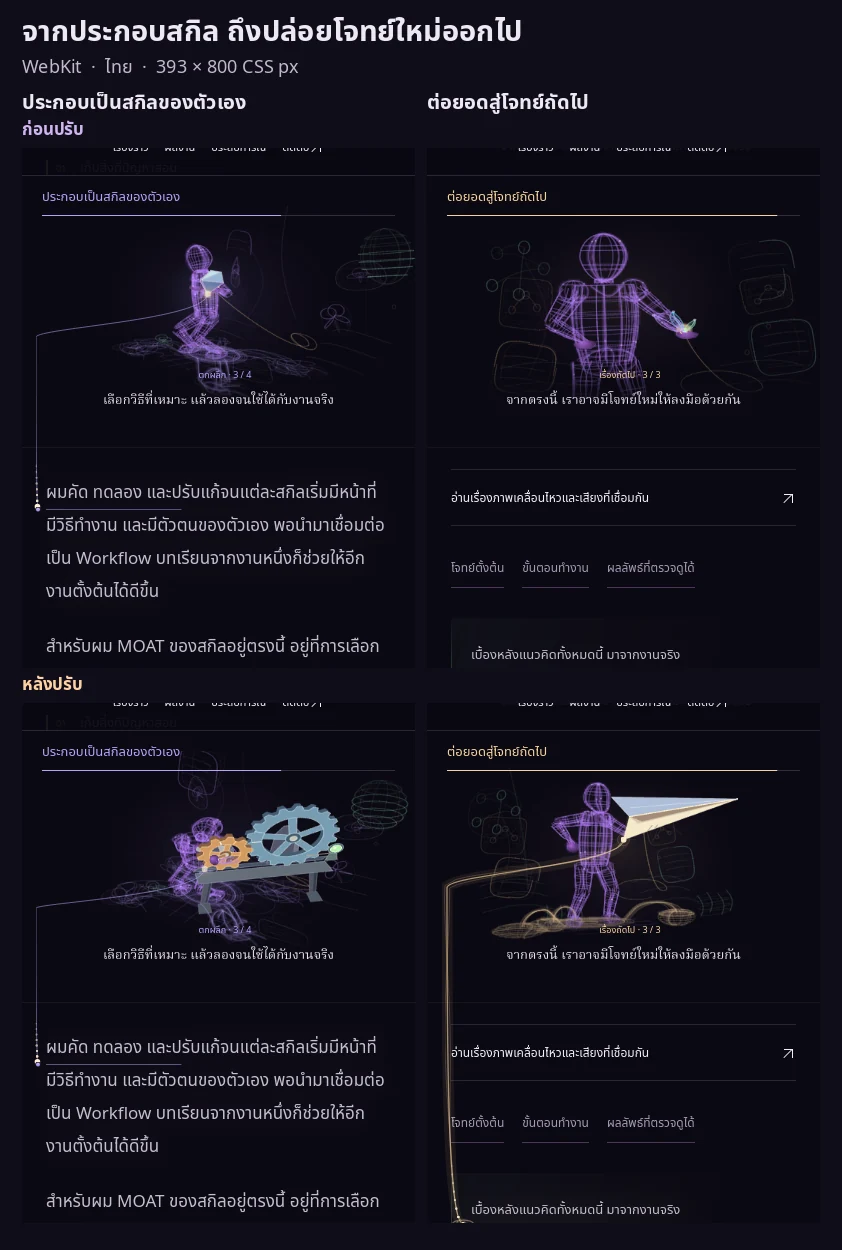 จากประกอบสกิล ถึงปล่อยโจทย์ใหม่ออกไป
WebKit · ไทย · 393 × 800 CSS px
ประกอบเป็นสกิลของตัวเอง
ต่อยอดสู่โจทย์ถัดไป
ก่อนปรับ
ประกอบเป็นสกิลของตัวเอง
ตกผลึก · 3 / 4
เลือกวิธีที่เหมาะ แล้วลองจนใช้ได้กับงานจริง
ผมคัด ทดลอง และปรับแก้จนแต่ละสกิลเริ่มมีหน้าที่
มีวิธีทำงาน และมีตัวตนของตัวเอง พอนำมาเชื่อมต่อ
เป็น Workflow บทเรียนจากงานหนึ่งก็ช่วยให้อีก
งานตั้งต้นได้ดีขึ้น
สำหรับผม MOAT ของสกิลอยู่ตรงนี้ อยู่ที่การเลือก
ต่อยอดสู่โจทย์ถัดไป
เรื่องถัดไป · 3 / 3
จากตรงนี้ เราอาจมีโจทย์ใหม่ให้ลงมือด้วยกัน
อ่านเรื่องภาพเคลื่อนไหวและเสียงที่เชื่อมกัน
โจทย์ตั้งต้น ขั้นตอนทำงาน ผลลัพธ์ที่ตรวจดูได้
เบื้องหลังแนวคิดทั้งหมดนี้ มาจากงานจริง
หลังปรับ
ประกอบเป็นสกิลของตัวเอง
ตกผลึก · 3 / 4
เลือกวิธีที่เหมาะ แล้วลองจนใช้ได้กับงานจริง
ผมคัด ทดลอง และปรับแก้จนแต่ละสกิลเริ่มมีหน้าที่
มีวิธีทำงาน และมีตัวตนของตัวเอง พอนำมาเชื่อมต่อ
เป็น Workflow บทเรียนจากงานหนึ่งก็ช่วยให้อีก
งานตั้งต้นได้ดีขึ้น
สำหรับผม MOAT ของสกิลอยู่ตรงนี้ อยู่ที่การเลือก
ต่อยอดสู่โจทย์ถัดไป
เรื่องถัดไป · 3 / 3
จากตรงนี้ เราอาจมีโจทย์ใหม่ให้ลงมือด้วยกัน
อ่านเรื่องภาพเคลื่อนไหวและเสียงที่เชื่อมกัน
โจทย์ตั้งต้น ขั้นตอนทำงาน ผลลัพธ์ที่ตรวจดูได้
เบื้องหลังแนวคิดทั้งหมดนี้ มาจากงานจริง